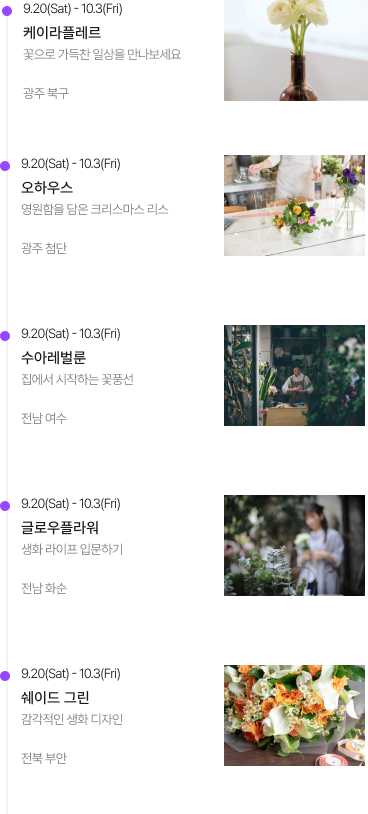 9.20(Sat) - 10.3(Fri)
케이라플레르
꽃으로 가득찬 일상을 만나보세요
광주 북구
9.20(Sat) - 10.3(Fri)
오하우스
영원함을 담은 크리스마스 리스
광주 첨단
9.20(Sat) - 10.3(Fri)
수아레벌룬
집에서 시작하는 꽃풍선
전남 여수
9.20(Sat) - 10.3(Fri)
글로우플라워
생화 라이프 입문하기
전남 화순
9.20(Sat) - 10.3(Fri)
쉐이드 그린
감각적인 생화 디자인
전북 부안